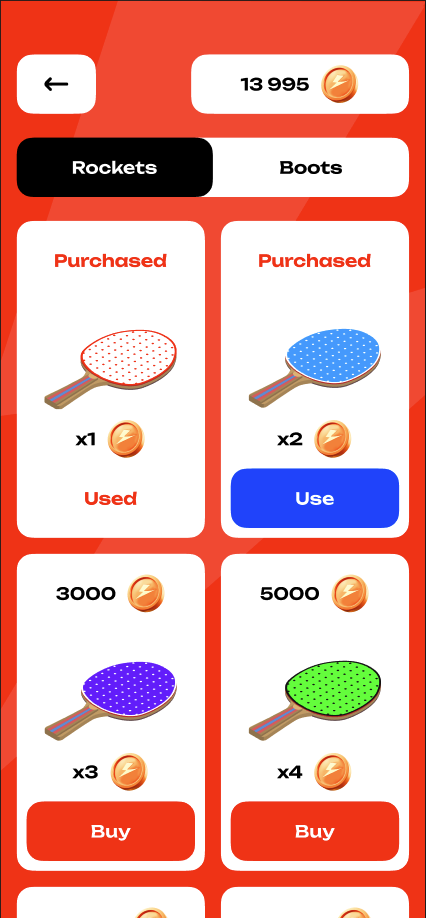 13 995
Rockets
Boots
Purchased
Purchased
x1
x2
Used
Use
3000
5000
x3
x4
Buy
Buy